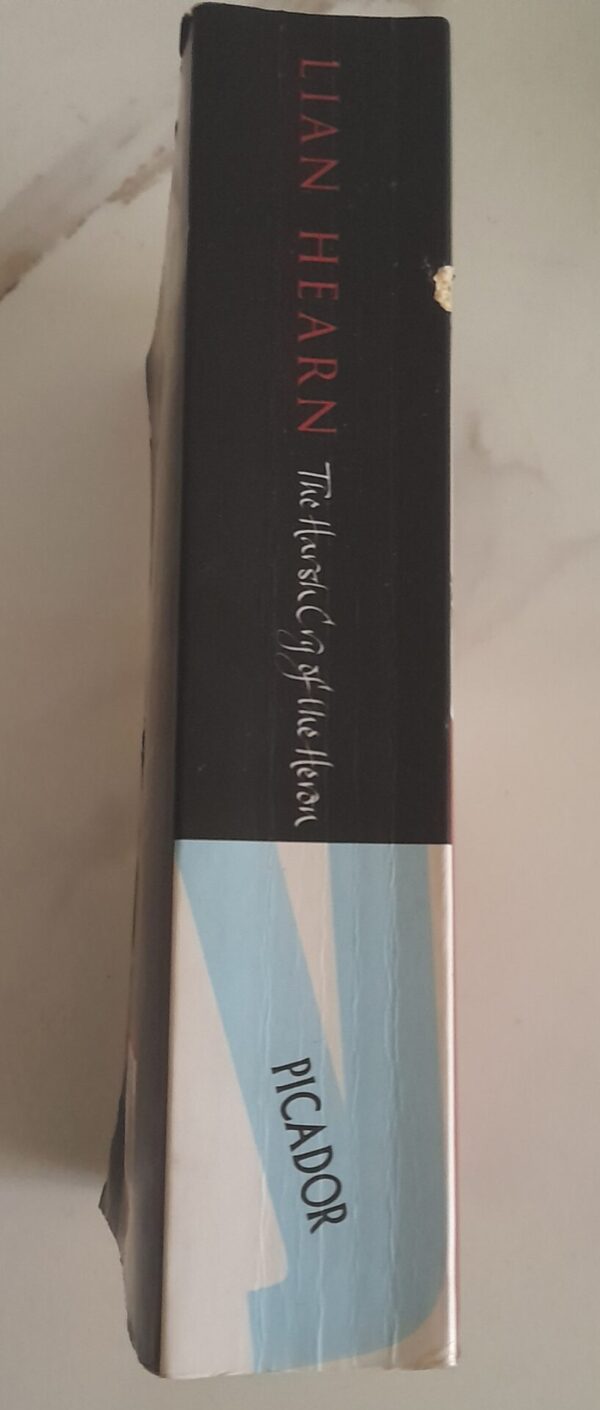 LIAN HEARN
The Harsh Cry of the Heron
PICADOR